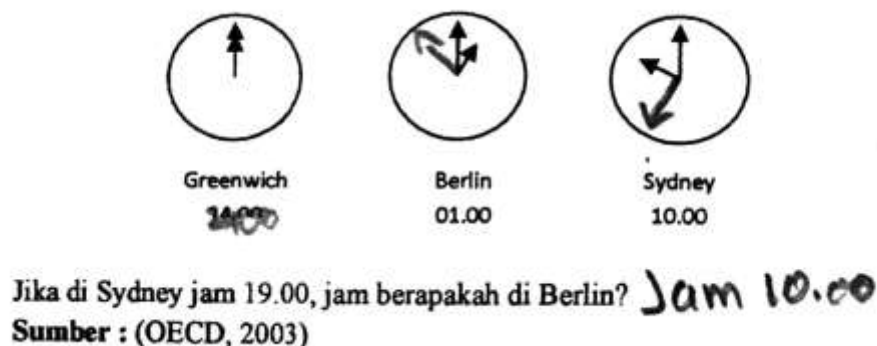 Greenwich Berlin Sydney
01.00 10.00
Jika di Sydney jam 19.00, jam berapakah di Berlin? Jam 10.00
Sumber : (OECD, 2003)